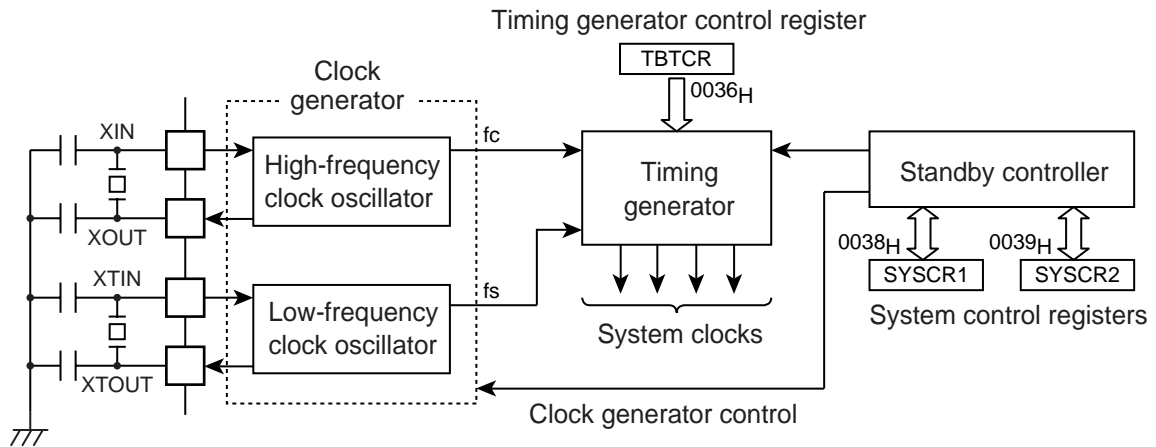 Timing generator control register
TBTCR
0036H
Clock
generator
XIN
High-frequency
clock oscillator
fc
Timing
generator
Standby controller
XOUT
0038H
0039H
SYSCR1
SYSCR2
System control registers
XTIN
Low-frequency
clock oscillator
fs
System clocks
XTOUT
Clock generator control